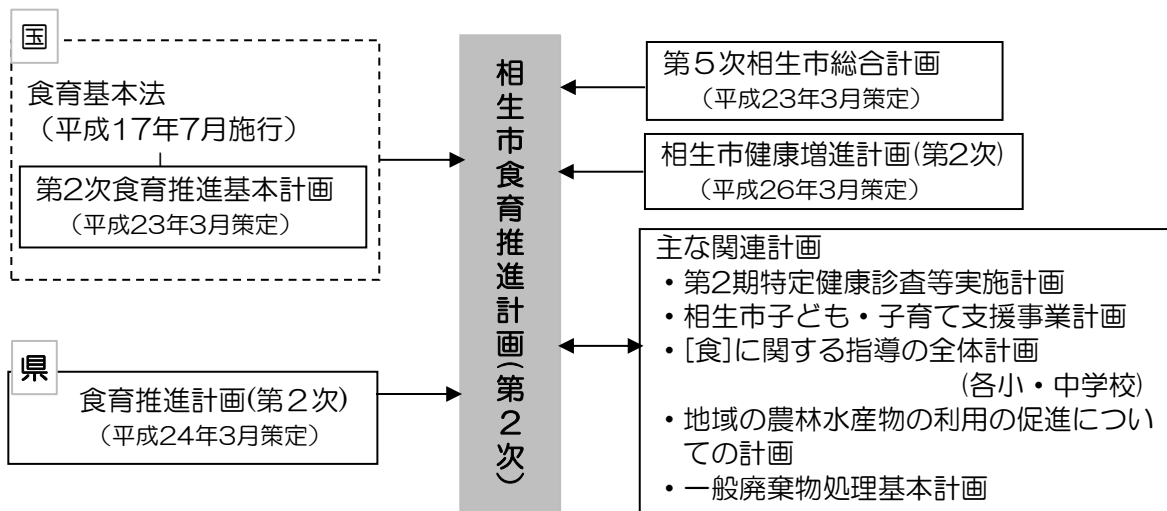 国
食育基本法
（平成17年7月施行）
第2次食育推進基本計画
（平成23年3月策定）
県
食育推進計画(第２次)
（平成24年3月策定）
相生市食育推進計画（第２次）
第５次相生市総合計画
（平成23年3月策定）
相生市健康増進計画(第2次)
（平成26年3月策定）
主な関連計画
・第2期特定健康診査等実施計画
・相生市子ども・子育て支援事業計画
・[食]に関する指導の全体計画
(各小・中学校)
・地域の農林水産物の利用の促進につい
ての計画
・一般廃棄物処理基本計画